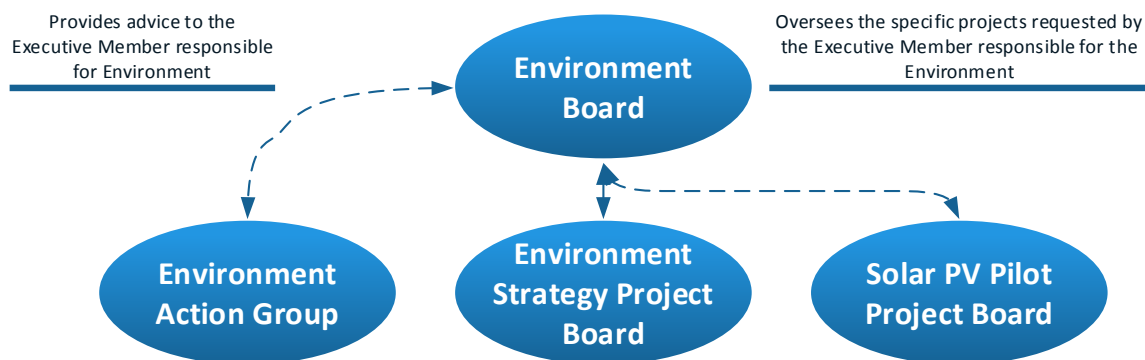 Provides advice to the
Executive Member responsible
for Environment
Environment
Board
Oversees the specific projects requested by
the Executive Member responsible for the
Environment
Environment
Action Group
Environment
Strategy Project
Board
Solar PV Pilot
Project Board